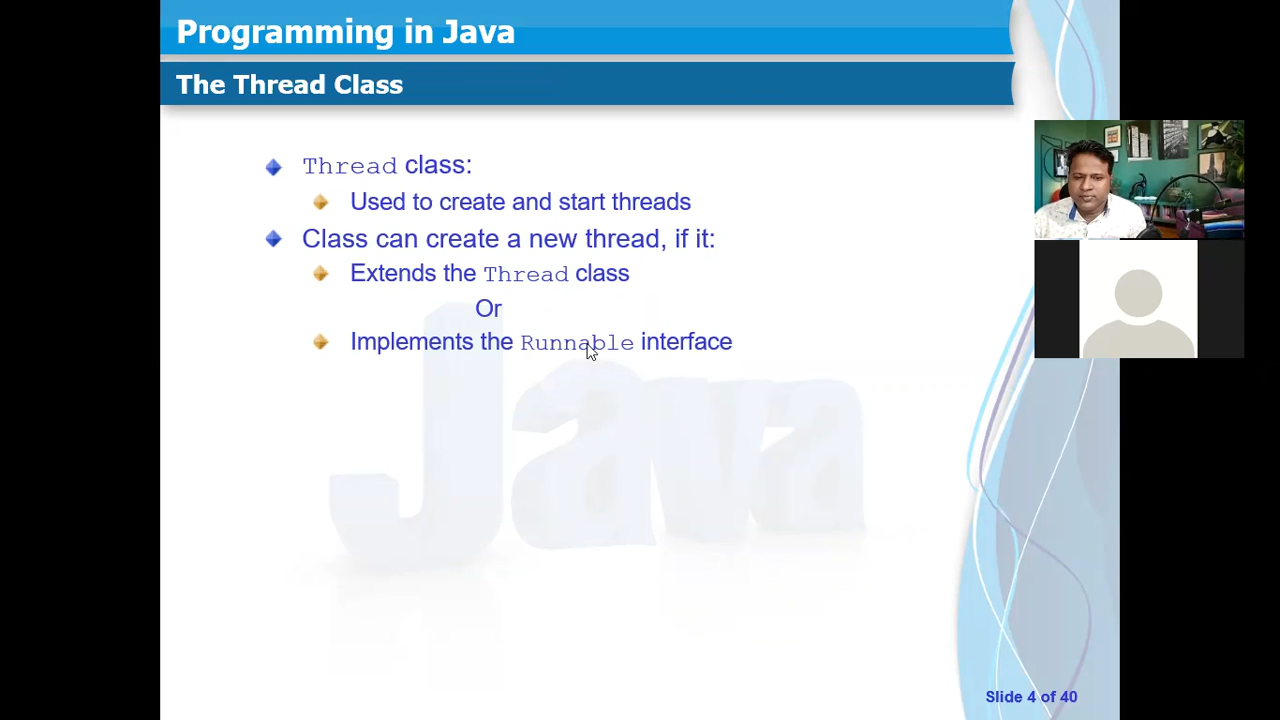 Programming in Java
The Thread Class
Thread class:
Used to create and start threads
Class can create a new thread, if it:
Extends the Thread class
Or
Implements the Runnable interface
Java
Slide 4 of 40